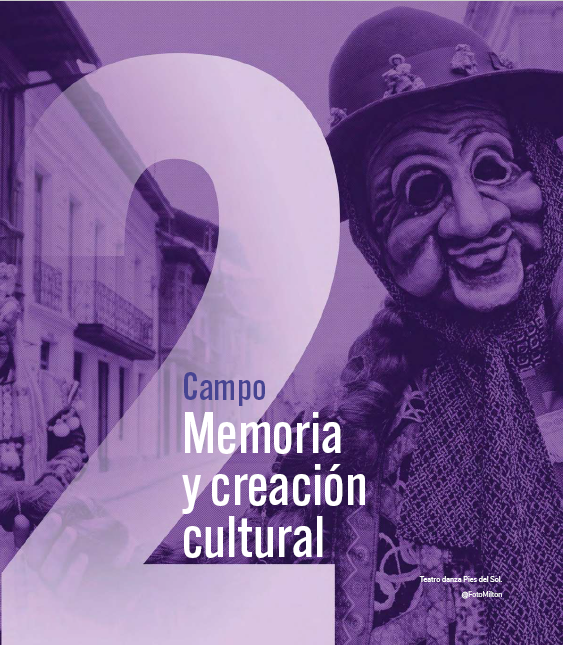 2
Campo
Memoria
y creación
cultural
Teatro danza Pies del Sol.
@FotoMilton